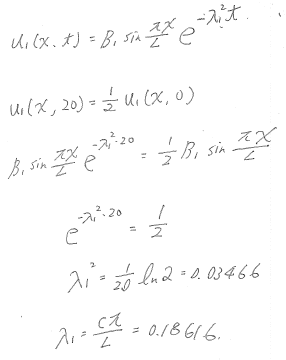 u₁(x.t) = B₁ sin πx/L e^(-λ₁²t).
u₁(x, 20) = 1/2 u₁(x, 0)
B₁ sin πx/L e^(-λ₁²·20) = 1/2 B₁ sin πx/L
e^(-λ₁²·20) = 1/2
λ₁² = 1/20 ln 2 = 0.03466
λ₁ = cπ/L = 0.18616.